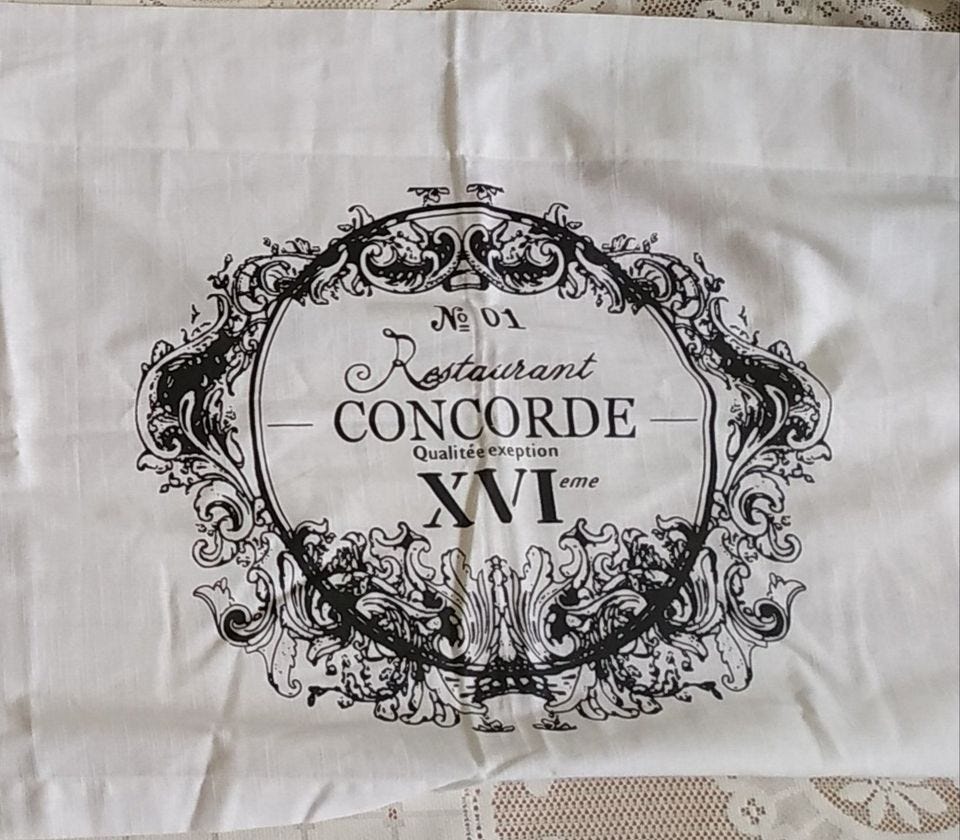 No 01
Restaurant
CONCORDE
Qualitée exeption
XVIeme